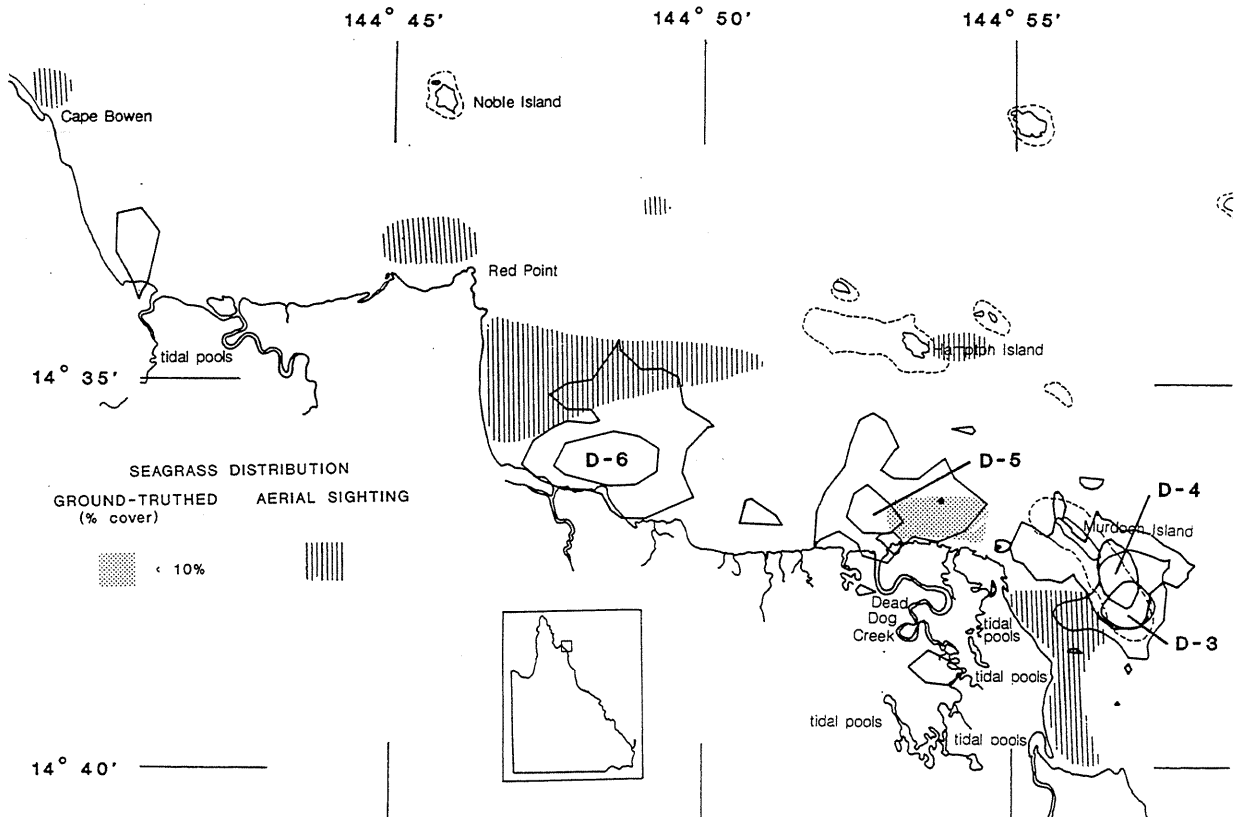 144° 45′
144° 50′
144° 55′
Noble Island
Cape Bowen
Red Point
Hampton Island
tidal pools
14° 35′
D-6
D-5
D-4
SEAGRASS DISTRIBUTION
GROUND-TRUTHED AERIAL SIGHTING
(% cover)
Murdoch Island
< 10%
Dead
Dog
Creek
tidal
pools
D-3
tidal pools
tidal pools
tidal pools
14° 40′